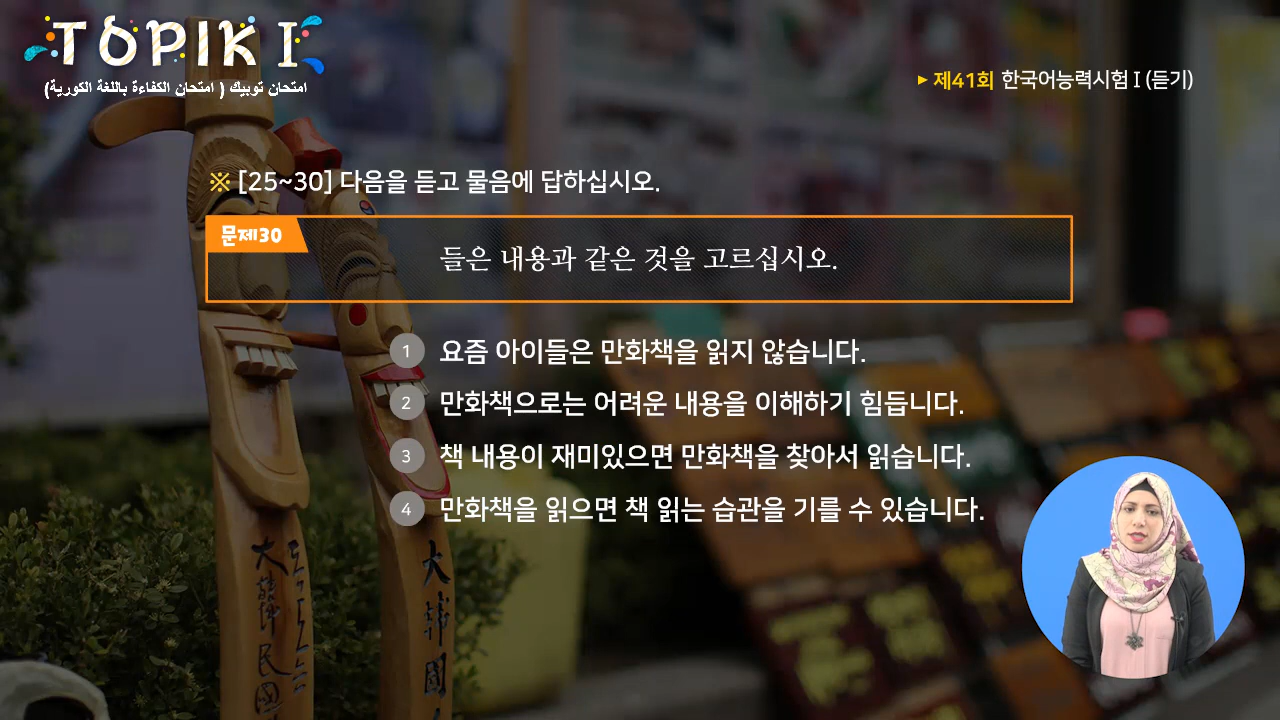 TOPIK I
امتحان توبيك ( امتحان الكفاءة باللغة الكورية)
▶ 제41회 한국어능력시험 I (듣기)
※ [25~30] 다음을 듣고 물음에 답하십시오.
문제30
들은 내용과 같은 것을 고르십시오.
1 요즘 아이들은 만화책을 읽지 않습니다.
2 만화책으로는 어려운 내용을 이해하기 힘듭니다.
3 책 내용이 재미있으면 만화책을 찾아서 읽습니다.
4 만화책을 읽으면 책 읽는 습관을 기를 수 있습니다.
大韓民國
大韓國